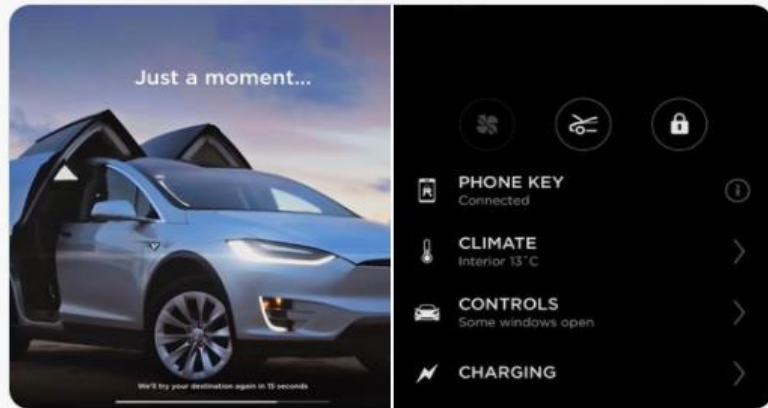 Just a moment...
We'll try your destination again in 15 seconds
PHONE KEY
Connected
CLIMATE
Interior 13°C
CONTROLS
Some windows open
CHARGING